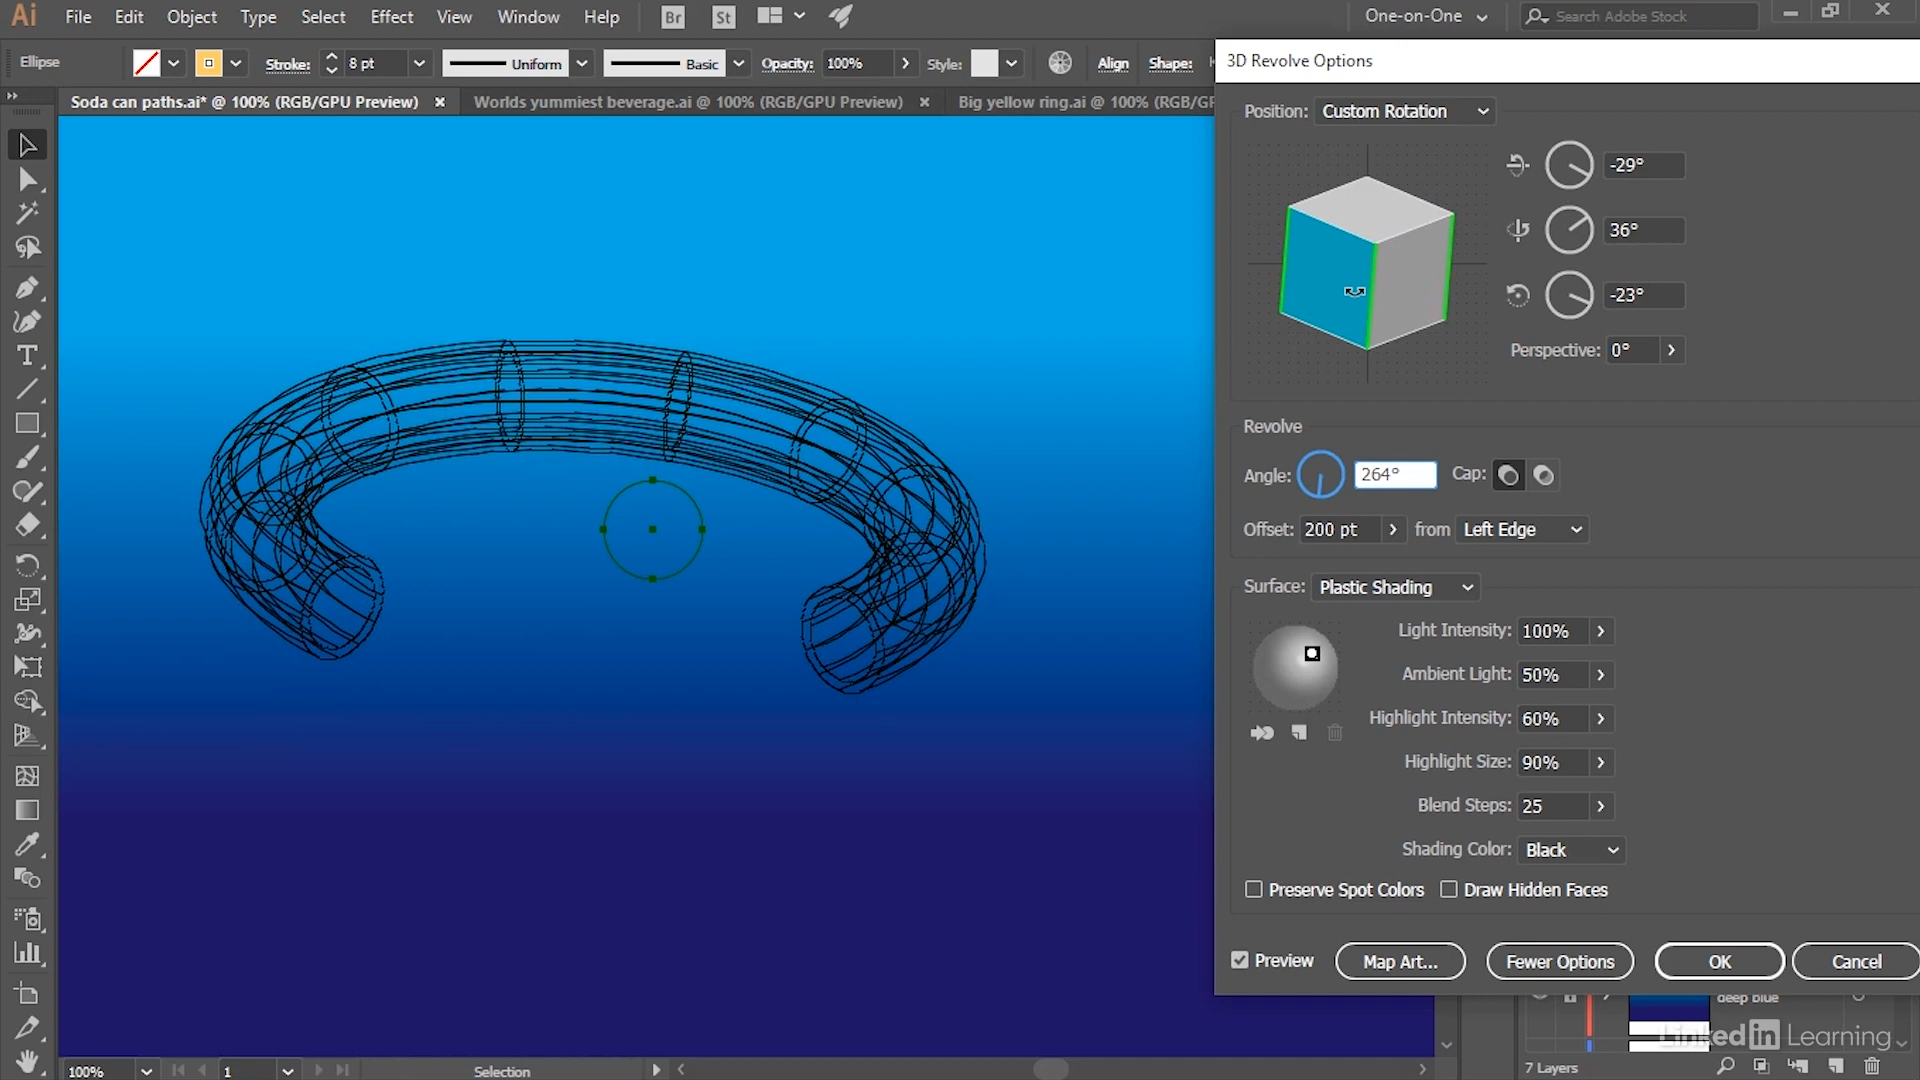 Ai File Edit Object Type Select Effect View Window Help Br St One-on-One Search Adobe Stock
Ellipse Stroke: 8 pt Uniform Basic Opacity: 100% Style: Align Shape:
Soda can paths.ai* @ 100% (RGB/GPU Preview) × Worlds yummiest beverage.ai @ 100% (RGB/GPU Preview) × Big yellow ring.ai @ 100% (RGB/GP
3D Revolve Options
Position: Custom Rotation
-29°
36°
-23°
Perspective: 0°
Revolve
Angle: 264° Cap:
Offset: 200 pt from Left Edge
Surface: Plastic Shading
Light Intensity: 100%
Ambient Light: 50%
Highlight Intensity: 60%
Highlight Size: 90%
Blend Steps: 25
Shading Color: Black
Preserve Spot Colors Draw Hidden Faces
Preview Map Art... Fewer Options OK Cancel
deep blue
Linked in Learning
100% 1 Selection 7 Layers